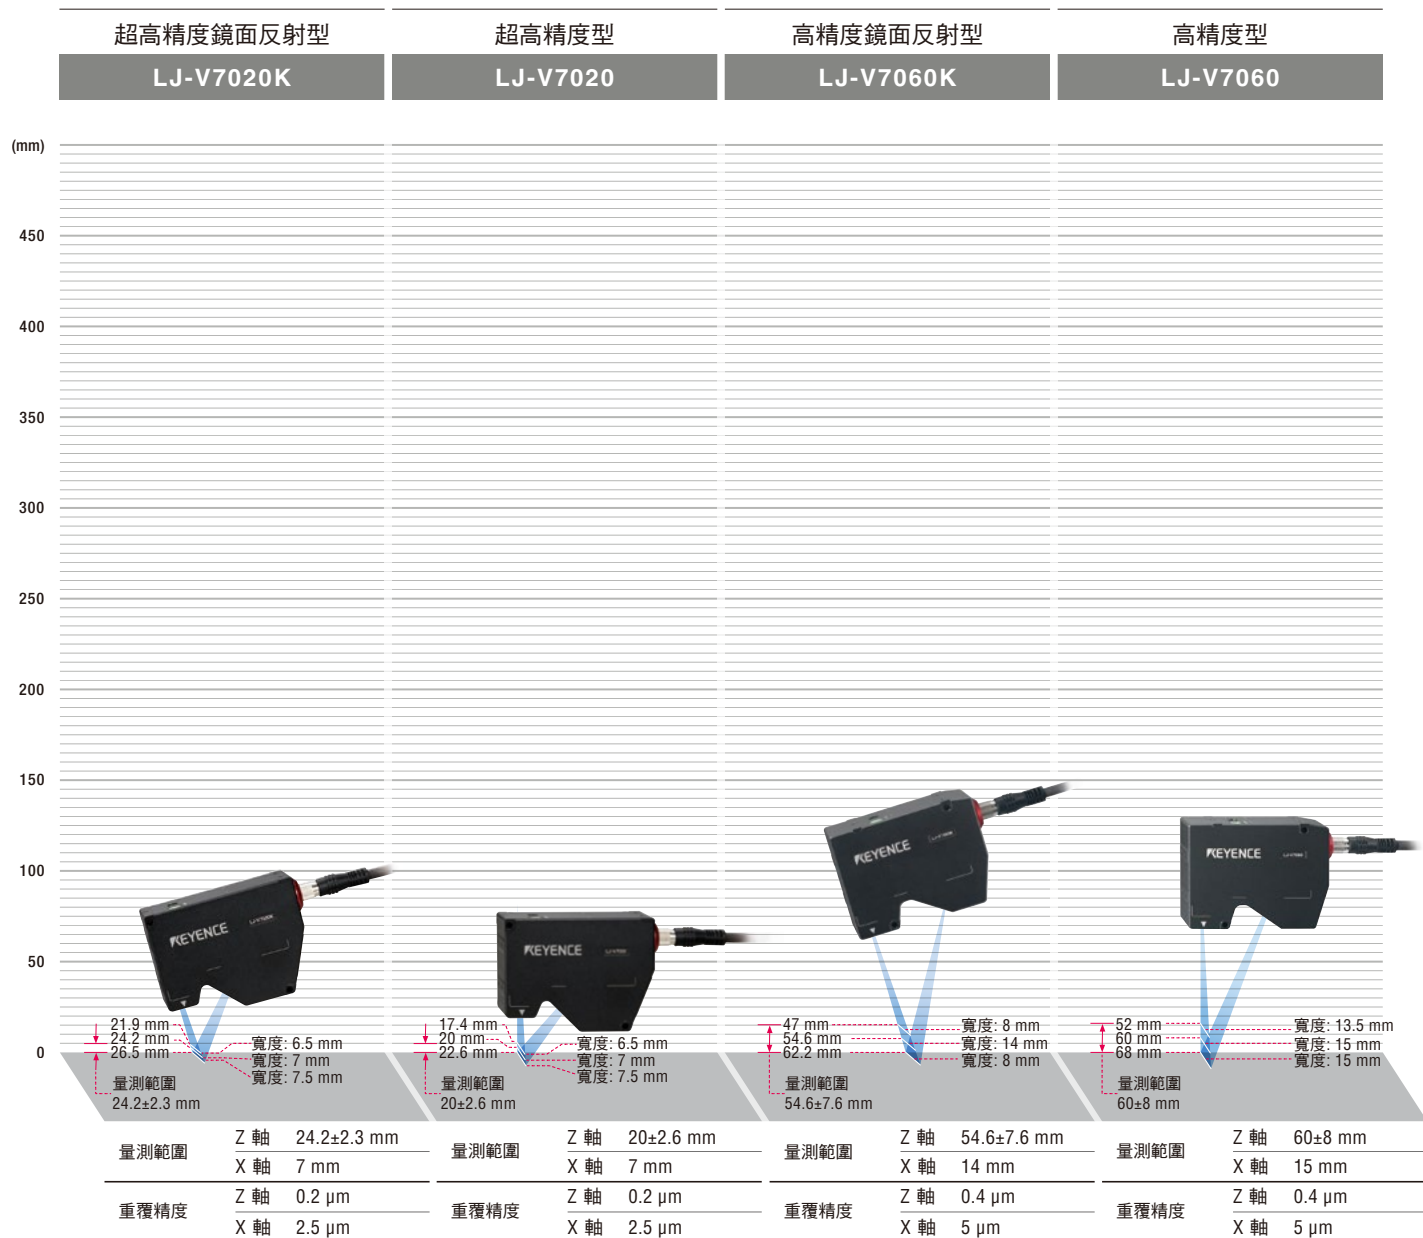 超高精度鏡面反射型
LJ-V7020K
超高精度型
LJ-V7020
高精度鏡面反射型
LJ-V7060K
高精度型
LJ-V7060
(mm)
450
400
350
300
250
200
150
100
50
0
KEYENCE
21.9 mm
24.2 mm
26.5 mm
寬度: 6.5 mm
寬度: 7 mm
寬度: 7.5 mm
量測範圍
24.2±2.3 mm
KEYENCE
17.4 mm
20 mm
22.6 mm
寬度: 6.5 mm
寬度: 7 mm
寬度: 7.5 mm
量測範圍
20±2.6 mm
KEYENCE
47 mm
54.6 mm
62.2 mm
寬度: 8 mm
寬度: 14 mm
寬度: 8 mm
量測範圍
54.6±7.6 mm
KEYENCE
52 mm
60 mm
68 mm
寬度: 13.5 mm
寬度: 15 mm
寬度: 15 mm
量測範圍
60±8 mm
量測範圍
Z 軸 24.2±2.3 mm
X 軸 7 mm
重覆精度
Z 軸 0.2 μm
X 軸 2.5 μm
量測範圍
Z 軸 20±2.6 mm
X 軸 7 mm
重覆精度
Z 軸 0.2 μm
X 軸 2.5 μm
量測範圍
Z 軸 54.6±7.6 mm
X 軸 14 mm
重覆精度
Z 軸 0.4 μm
X 軸 5 μm
量測範圍
Z 軸 60±8 mm
X 軸 15 mm
重覆精度
Z 軸 0.4 μm
X 軸 5 μm